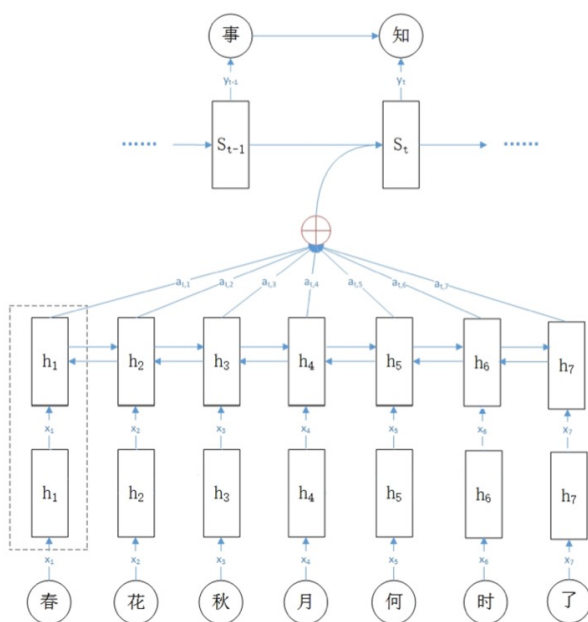 事 知
yt-1 yt
...... St-1 St ......
at,1 at,2 at,3 at,4 at,5 at,6 at,7
h1 h2 h3 h4 h5 h6 h7
x1 x2 x3 x4 x5 x6 x7
h1 h2 h3 h4 h5 h6 h7
x1 x2 x3 x4 x5 x6 x7
春 花 秋 月 何 时 了